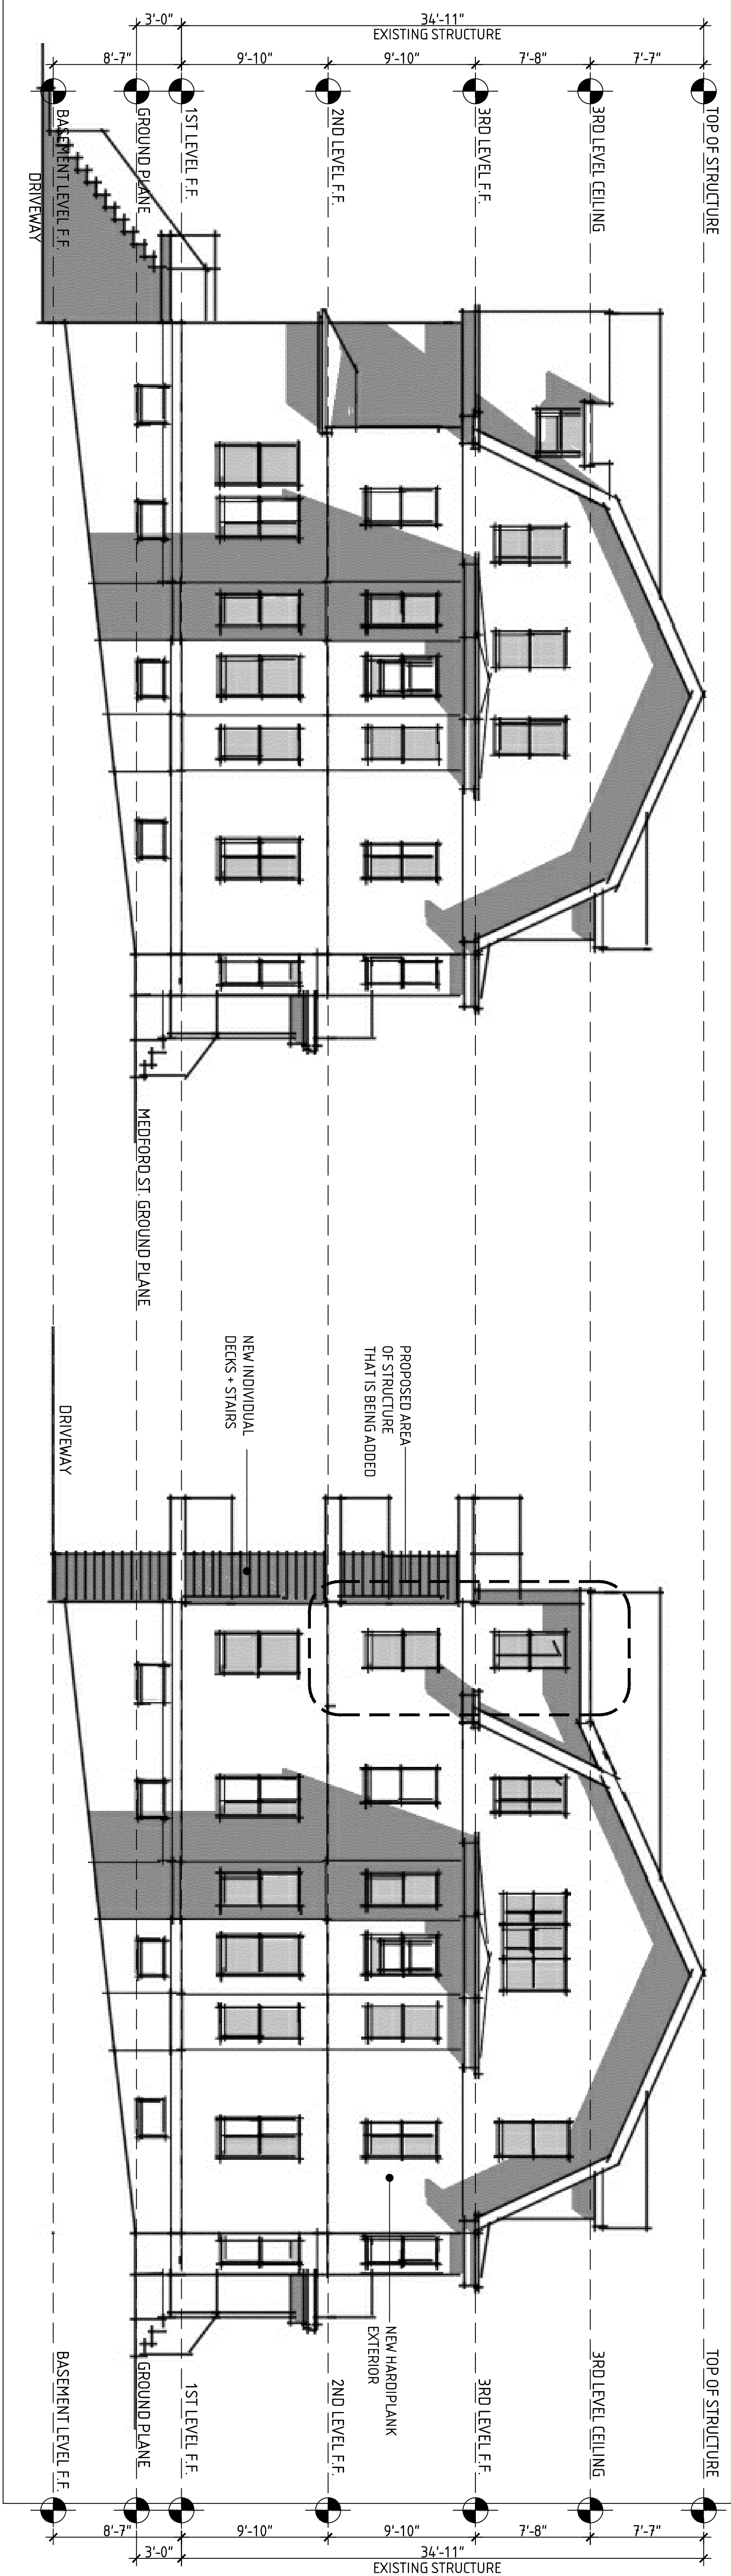 3'-0"
34'-11"
EXISTING STRUCTURE
8'-7"
9'-10"
9'-10"
7'-8"
7'-7"
BASEMENT LEVEL F.F.
GROUND PLANE
1ST LEVEL F.F.
2ND LEVEL F.F.
3RD LEVEL F.F.
3RD LEVEL CEILING
TOP OF STRUCTURE
DRIVEWAY
MEDFORD ST. GROUND PLANE
NEW INDIVIDUAL
DECKS + STAIRS
PROPOSED AREA
OF STRUCTURE
THAT IS BEING ADDED
DRIVEWAY
NEW HARDIPLANK
EXTERIOR
BASEMENT LEVEL F.F.
GROUND PLANE
1ST LEVEL F.F.
2ND LEVEL F.F.
3RD LEVEL F.F.
3RD LEVEL CEILING
TOP OF STRUCTURE
8'-7"
9'-10"
9'-10"
7'-8"
7'-7"
3'-0"
34'-11"
EXISTING STRUCTURE